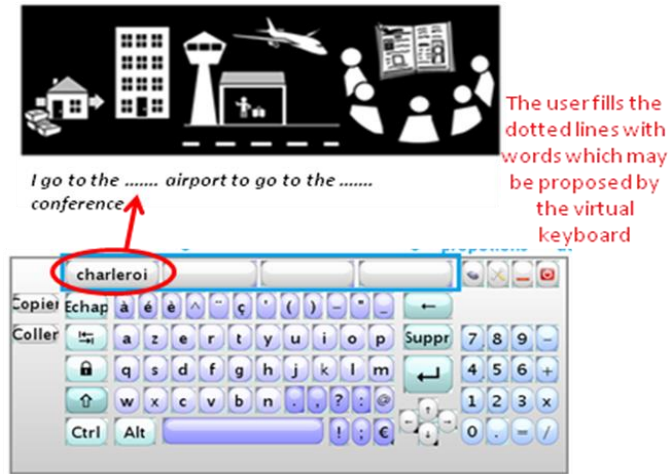 I go to the ....... airport to go to the .......
conference
The user fills the
dotted lines with
words which may
be proposed by
the virtual
keyboard
charleroi
Copier Echap à é è ^ ¨ ç ' ( ) - " _ ←
Coller a z e r t y u i o p Suppr 7 8 9 -
q s d f g h j k l m 4 5 6 +
w x c v b n . , ? : @ 1 2 3 x
Ctrl Alt ! ; € 0 . = /